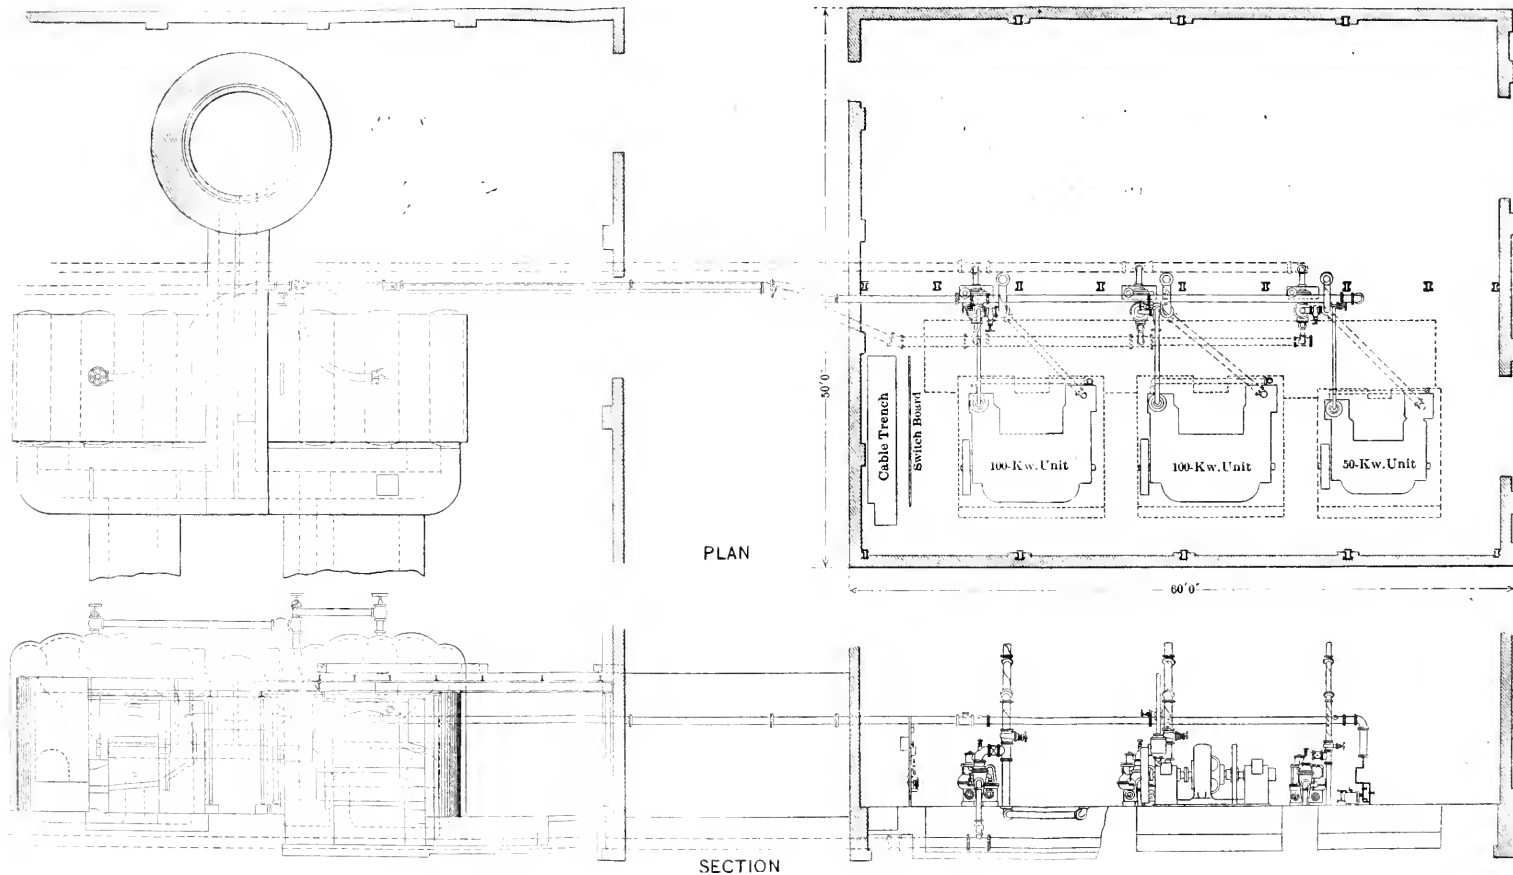 50'0"
Cable Trench
Switch Board
100-Kw. Unit
100-Kw. Unit
50-Kw. Unit
PLAN
60'0"
SECTION